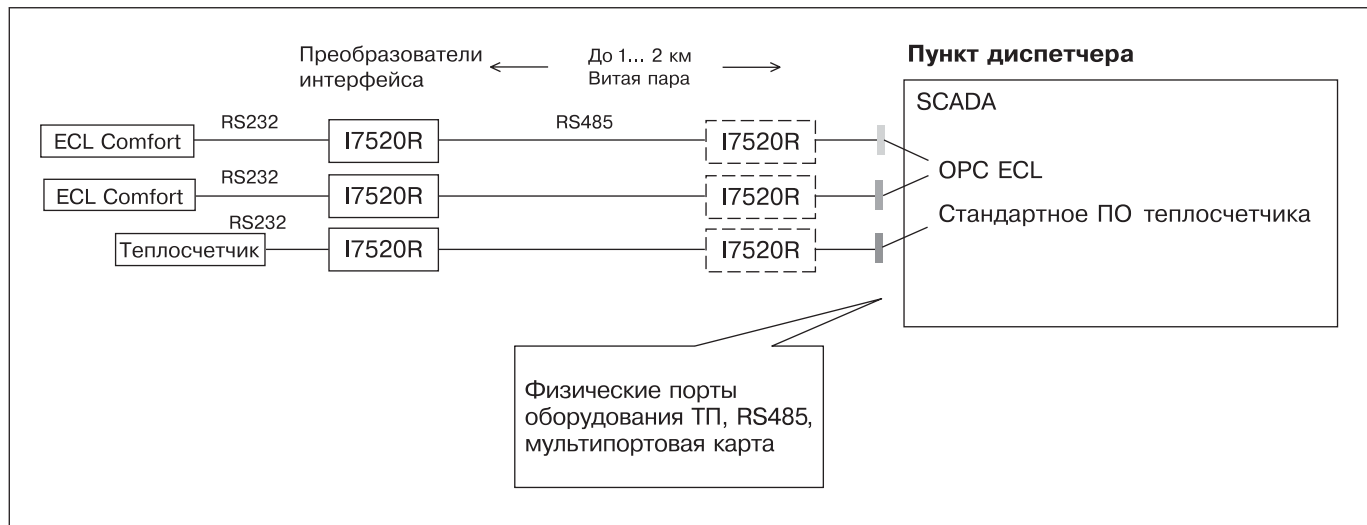 Преобразователи
интерфейса
До 1... 2 км
Витая пара
Пункт диспетчера
SCADA
ECL Comfort
RS232
I7520R
RS485
I7520R
OPC ECL
ECL Comfort
RS232
I7520R
I7520R
Стандартное ПО теплосчетчика
Теплосчетчик
RS232
I7520R
I7520R
Физические порты
оборудования ТП, RS485,
мультипортовая карта